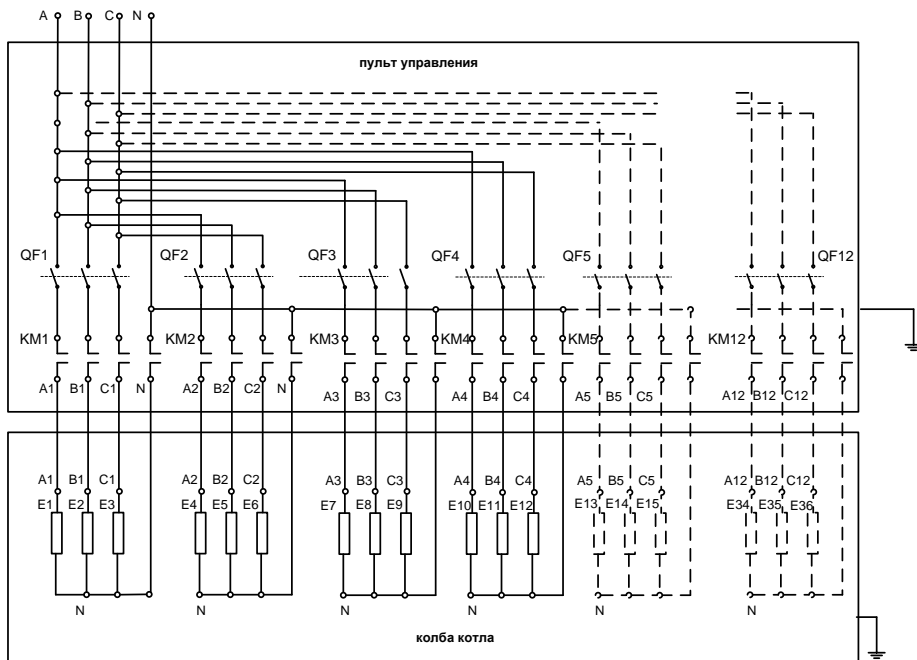 A B C N
пульт управления
QF1 QF2 QF3 QF4 QF5 QF12
KM1 KM2 KM3 KM4 KM5 KM12
A1 B1 C1 N A2 B2 C2 N A3 B3 C3 A4 B4 C4 A5 B5 C5 A12 B12 C12
A1 B1 C1 A2 B2 C2 A3 B3 C3 A4 B4 C4 A5 B5 C5 A12 B12 C12
E1 E2 E3 E4 E5 E6 E7 E8 E9 E10 E11 E12 E13 E14 E15 E34 E35 E36
N N N N N N
колба котла